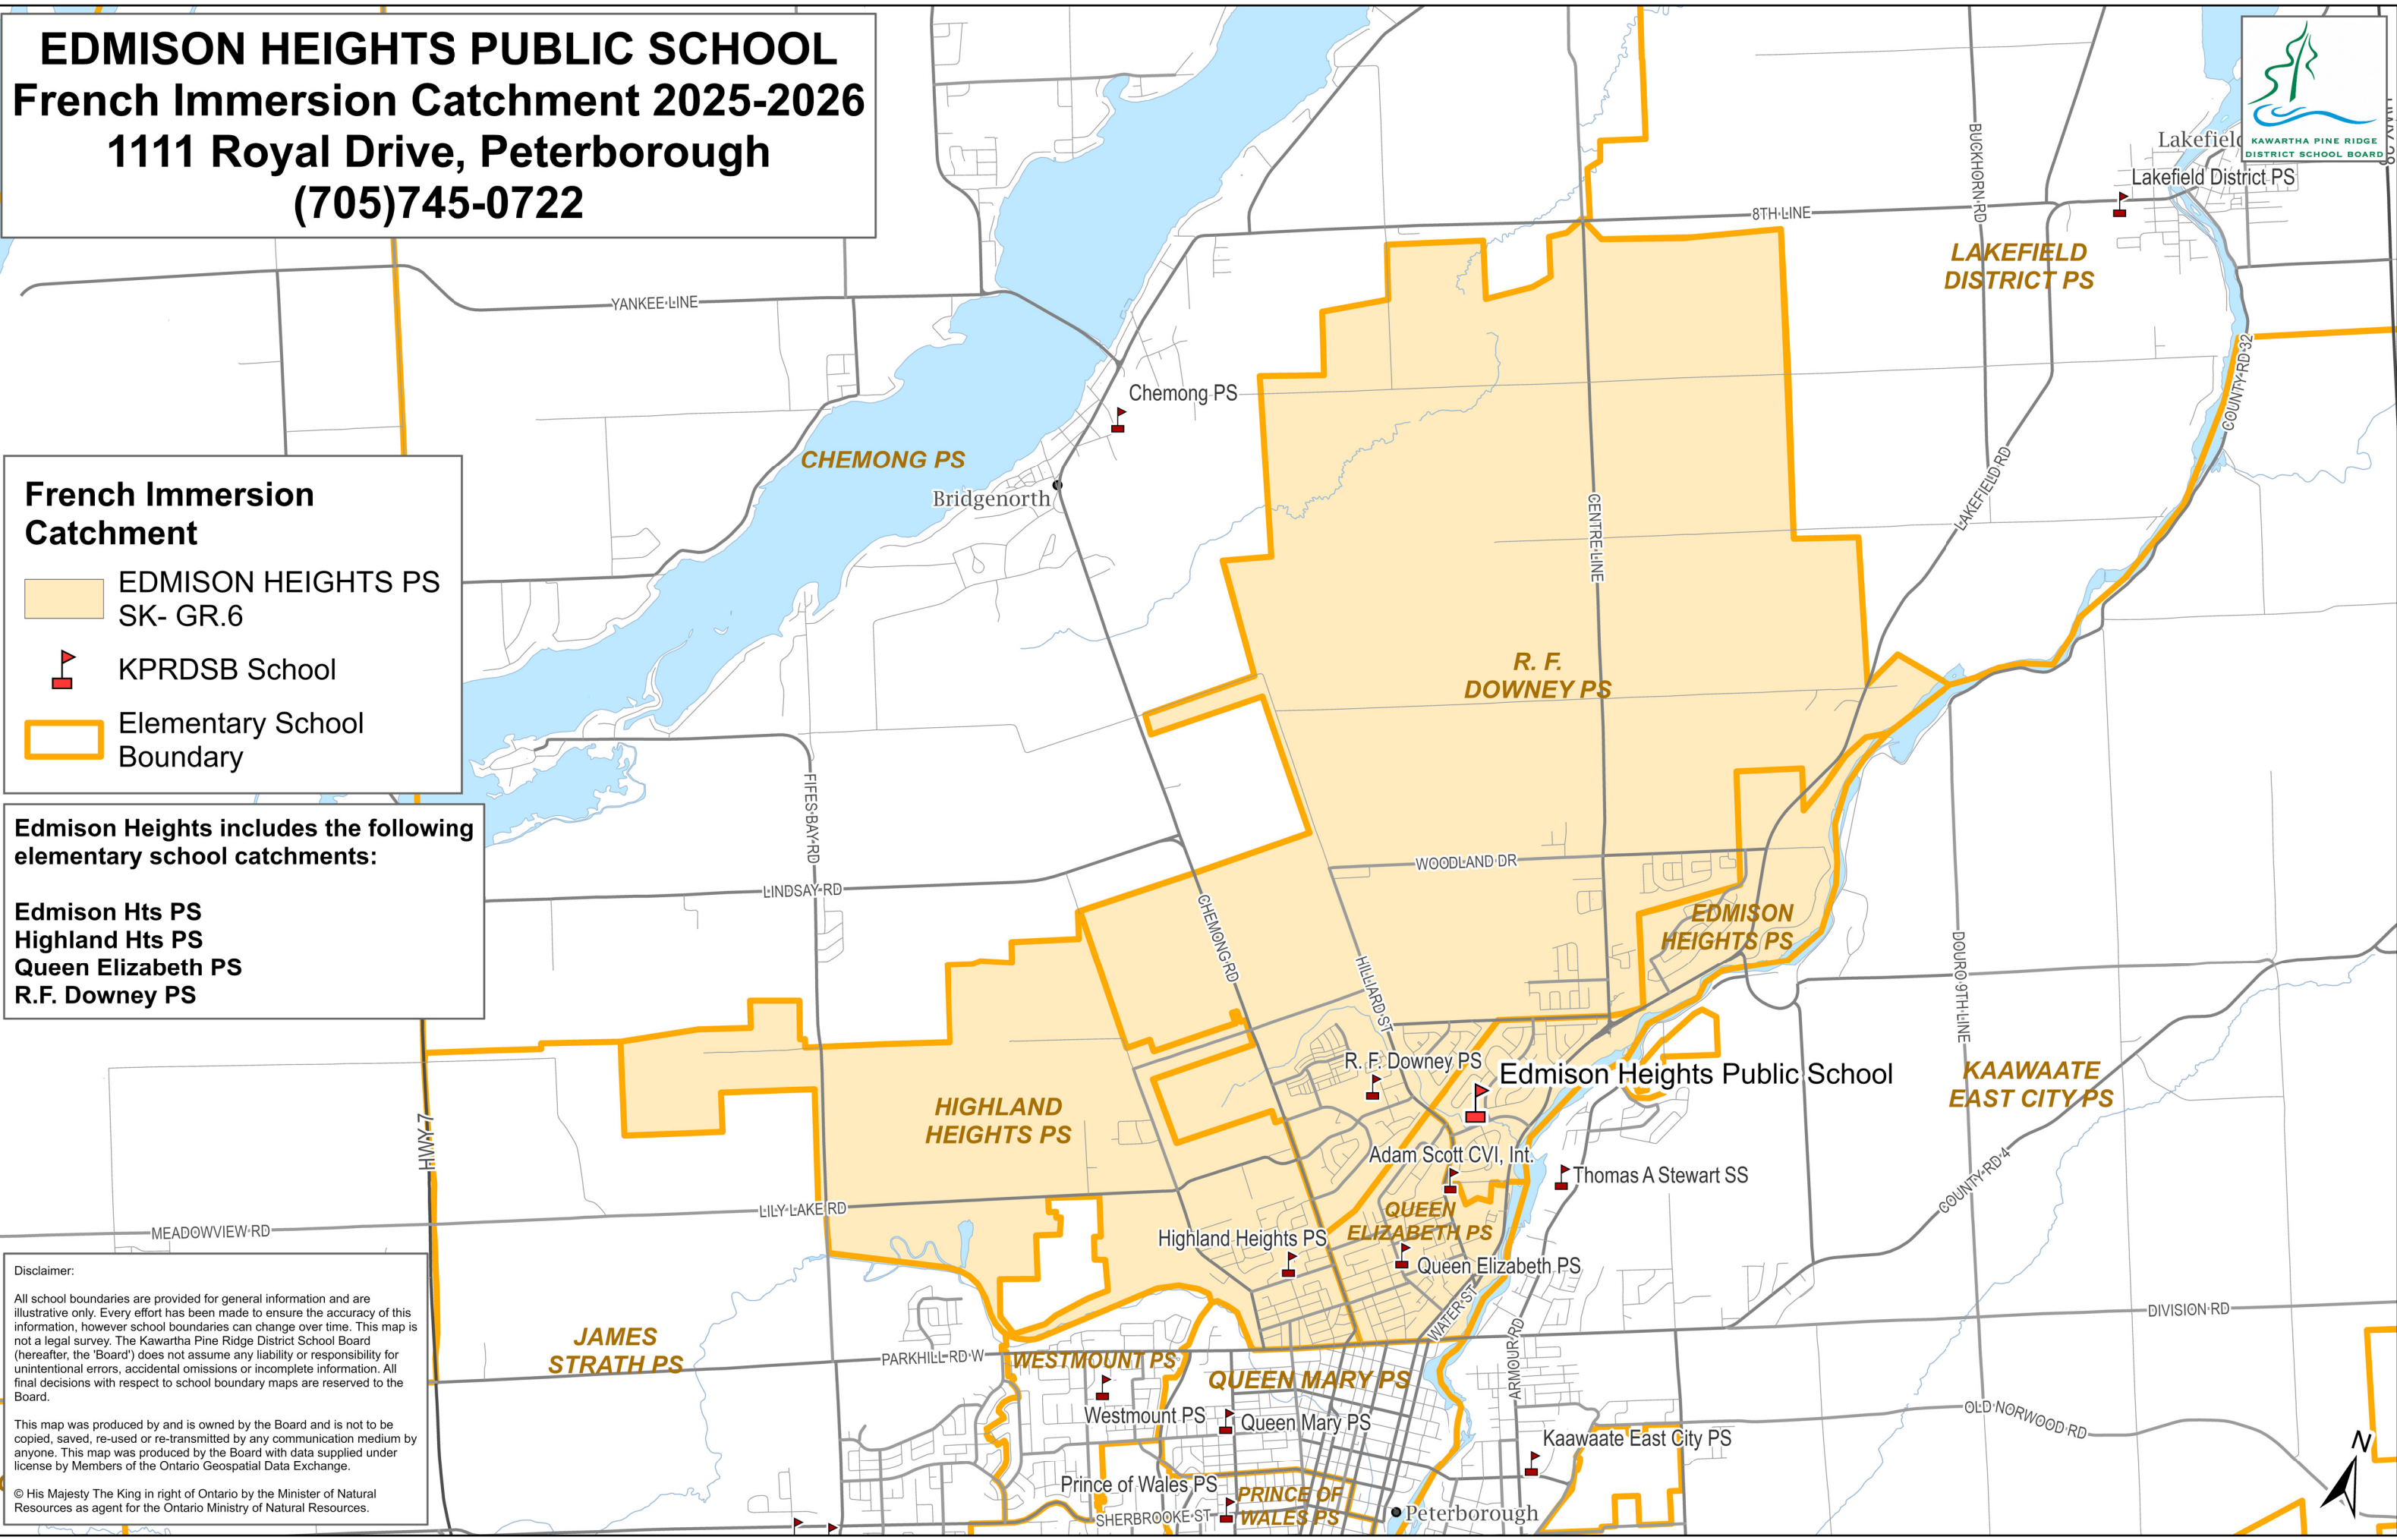 EDMISON HEIGHTS PUBLIC SCHOOL
French Immersion Catchment 2025-2026
1111 Royal Drive, Peterborough
(705)745-0722
KAWARTHA PINE RIDGE
DISTRICT SCHOOL BOARD
Lakefield District PS
8TH LINE
BUCKHORN RD
LAKEFIELD
DISTRICT PS
YANKEE LINE
COUNTY RD 32
Chemong PS
CHEMONG PS
Bridgenorth
CENTRE LINE
LAKEFIELD RD
French Immersion
Catchment
EDMISON HEIGHTS PS
SK- GR.6
KPRDSB School
Elementary School
Boundary
R. F.
DOWNEY PS
Edmison Heights includes the following
elementary school catchments:
Edmison Hts PS
Highland Hts PS
Queen Elizabeth PS
R.F. Downey PS
FIFES BAY RD
LINDSAY RD
WOODLAND DR
CHEMONG RD
HILLIARD ST
EDMISON
HEIGHTS PS
DOURO 9TH LINE
R. F. Downey PS
Edmison Heights Public School
KAAWAATE
EAST CITY PS
HIGHLAND
HEIGHTS PS
HWY 7
Adam Scott CVI, Int.
Thomas A Stewart SS
COUNTY RD 4
MEADOWVIEW RD
LILY LAKE RD
QUEEN
ELIZABETH PS
Highland Heights PS
Queen Elizabeth PS
WATER ST
ARMOUR RD
DIVISION RD
JAMES
STRATH PS
PARKHILL RD W
WESTMOUNT PS
QUEEN MARY PS
Westmount PS
Queen Mary PS
OLD NORWOOD RD
Kaawaate East City PS
Prince of Wales PS
PRINCE OF
WALES PS
SHERBROOKE ST
Peterborough
N
Disclaimer:
All school boundaries are provided for general information and are
illustrative only. Every effort has been made to ensure the accuracy of this
information, however school boundaries can change over time. This map is
not a legal survey. The Kawartha Pine Ridge District School Board
(hereafter, the 'Board') does not assume any liability or responsibility for
unintentional errors, accidental omissions or incomplete information. All
final decisions with respect to school boundary maps are reserved to the
Board.
This map was produced by and is owned by the Board and is not to be
copied, saved, re-used or re-transmitted by any communication medium by
anyone. This map was produced by the Board with data supplied under
license by Members of the Ontario Geospatial Data Exchange.
© His Majesty The King in right of Ontario by the Minister of Natural
Resources as agent for the Ontario Ministry of Natural Resources.